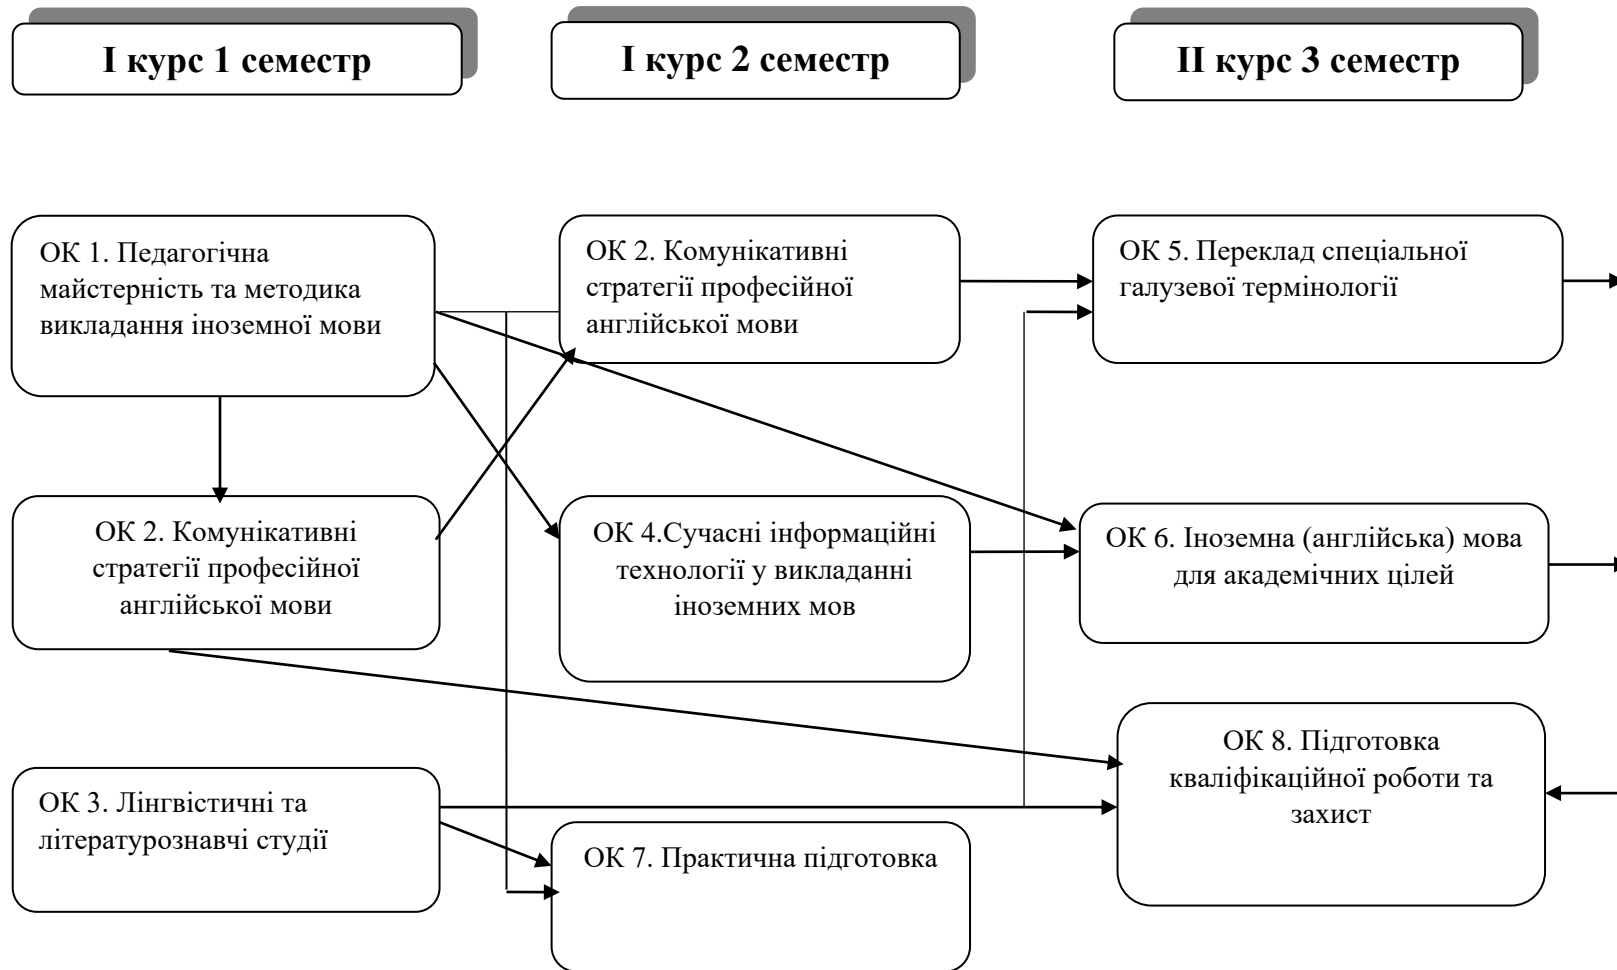 I курс 1 семестр
I курс 2 семестр
II курс 3 семестр
ОК 1. Педагогічна
майстерність та методика
викладання іноземної мови
ОК 2. Комунікативні
стратегії професійної
англійської мови
ОК 5. Переклад спеціальної
галузевої термінології
ОК 2. Комунікативні
стратегії професійної
англійської мови
ОК 4.Сучасні інформаційні
технології у викладанні
іноземних мов
ОК 6. Іноземна (англійська) мова
для академічних цілей
ОК 3. Лінгвістичні та
літературознавчі студії
ОК 7. Практична підготовка
ОК 8. Підготовка
кваліфікаційної роботи та
захист